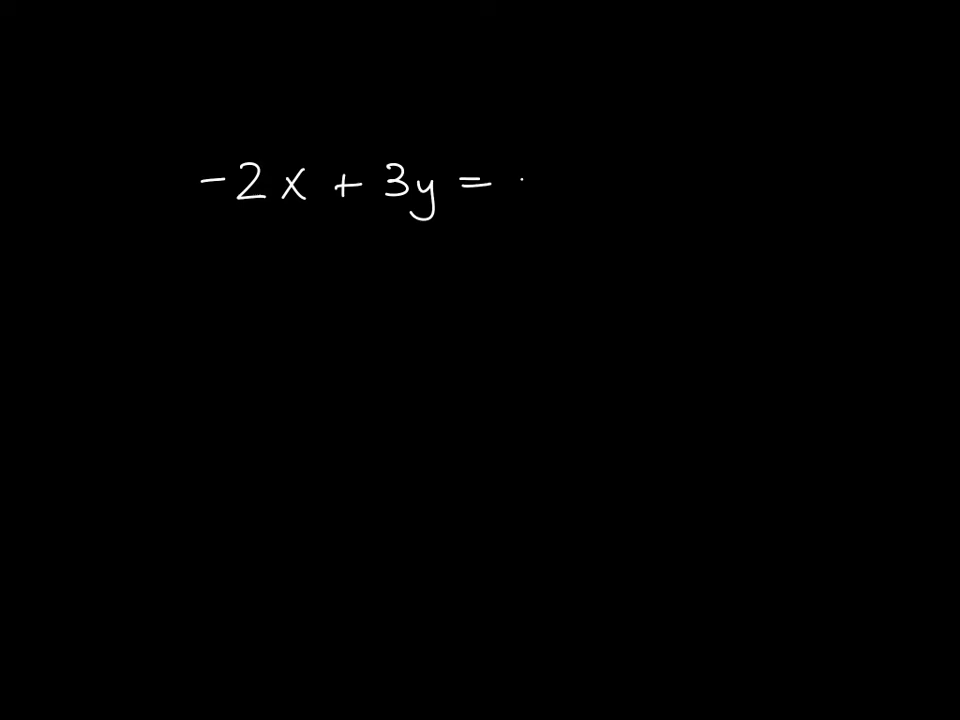 -2x + 3y =